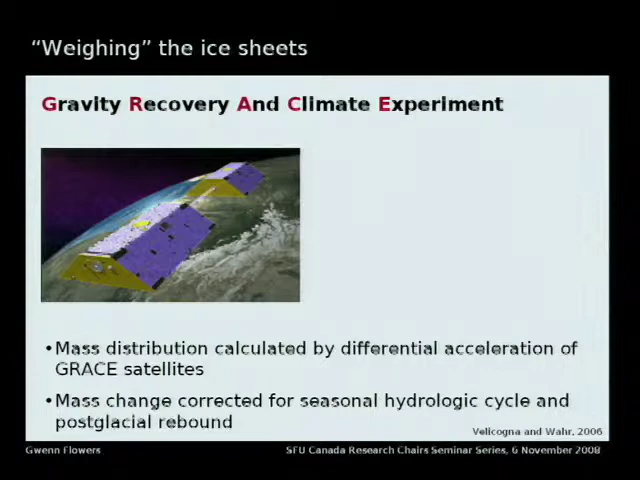 “Weighing” the ice sheets
Gravity Recovery And Climate Experiment
•Mass distribution calculated by differential acceleration of
GRACE satellites
•Mass change corrected for seasonal hydrologic cycle and
postglacial rebound
Velicogna and Wahr, 2006
Gwenn Flowers
SFU Canada Research Chairs Seminar Series, 6 November 2008